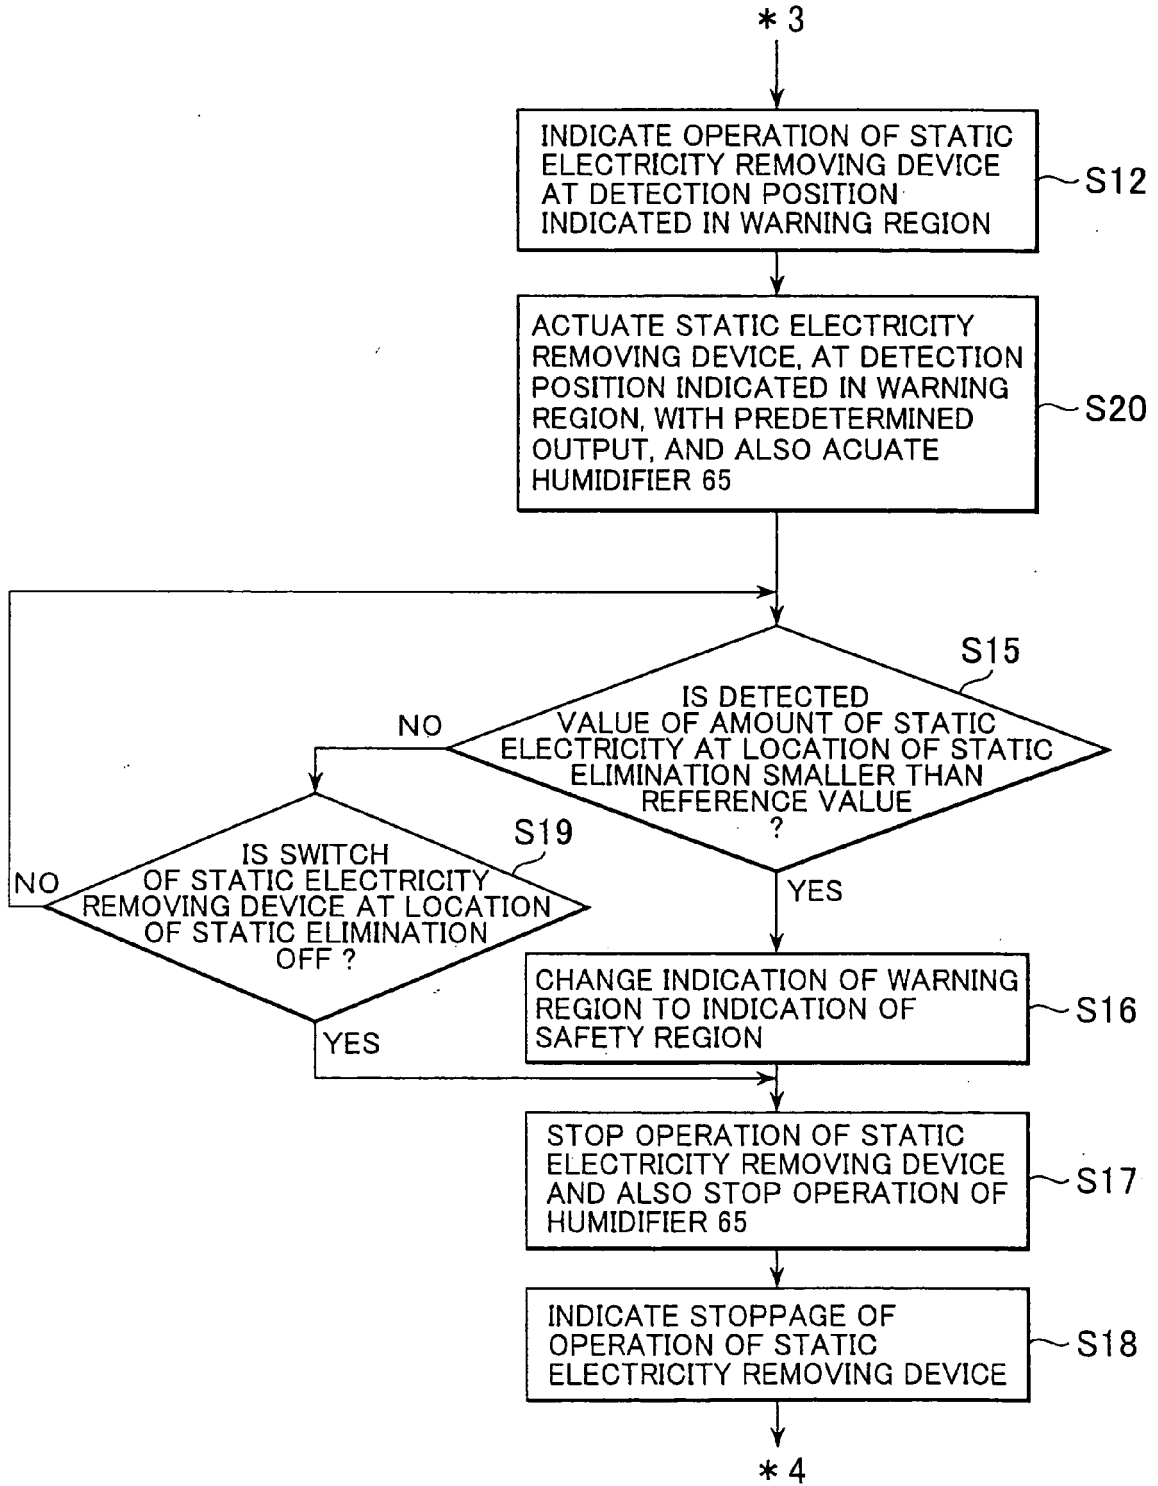 *3
INDICATE OPERATION OF STATIC
ELECTRICITY REMOVING DEVICE
AT DETECTION POSITION
INDICATED IN WARNING REGION
S12
ACTUATE STATIC ELECTRICITY
REMOVING DEVICE, AT DETECTION
POSITION INDICATED IN WARNING
REGION, WITH PREDETERMINED
OUTPUT, AND ALSO ACUATE
HUMIDIFIER 65
S20
S15
IS DETECTED
VALUE OF AMOUNT OF STATIC
ELECTRICITY AT LOCATION OF STATIC
ELIMINATION SMALLER THAN
REFERENCE VALUE
?
NO
YES
S19
IS SWITCH
OF STATIC ELECTRICITY
REMOVING DEVICE AT LOCATION
OF STATIC ELIMINATION
OFF ?
NO
YES
CHANGE INDICATION OF WARNING
REGION TO INDICATION OF
SAFETY REGION
S16
STOP OPERATION OF STATIC
ELECTRICITY REMOVING DEVICE
AND ALSO STOP OPERATION OF
HUMIDIFIER 65
S17
INDICATE STOPPAGE OF
OPERATION OF STATIC
ELECTRICITY REMOVING DEVICE
S18
*4